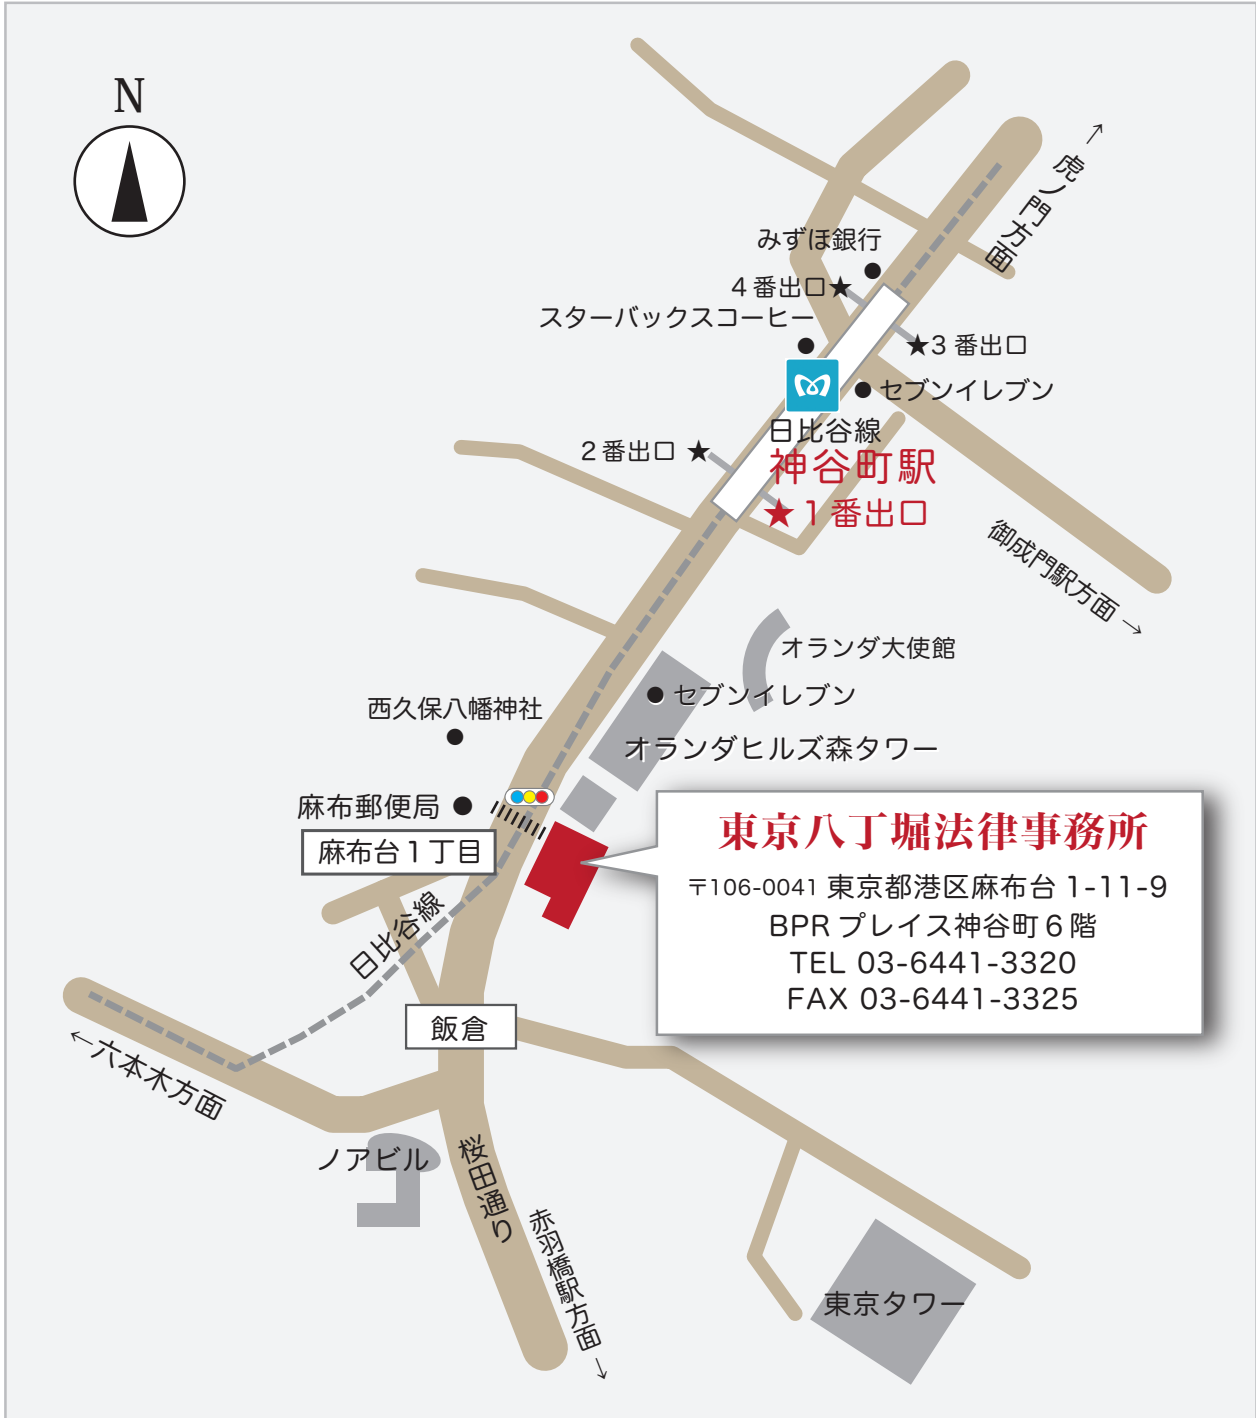 N
↑
虎ノ門方面
みずほ銀行
4番出口★
スターバックスコーヒー
★3番出口
セブンイレブン
日比谷線
2番出口 ★
神谷町駅
★1番出口
御成門駅方面→
オランダ大使館
セブンイレブン
西久保八幡神社
オランダヒルズ森タワー
麻布郵便局
麻布台1丁目
東京八丁堀法律事務所
〒106-0041 東京都港区麻布台 1-11-9
BPR プレイス神谷町 6 階
TEL 03-6441-3320
FAX 03-6441-3325
日比谷線
飯倉
←六本木方面
ノアビル
桜田通り
赤羽橋駅方面→
東京タワー